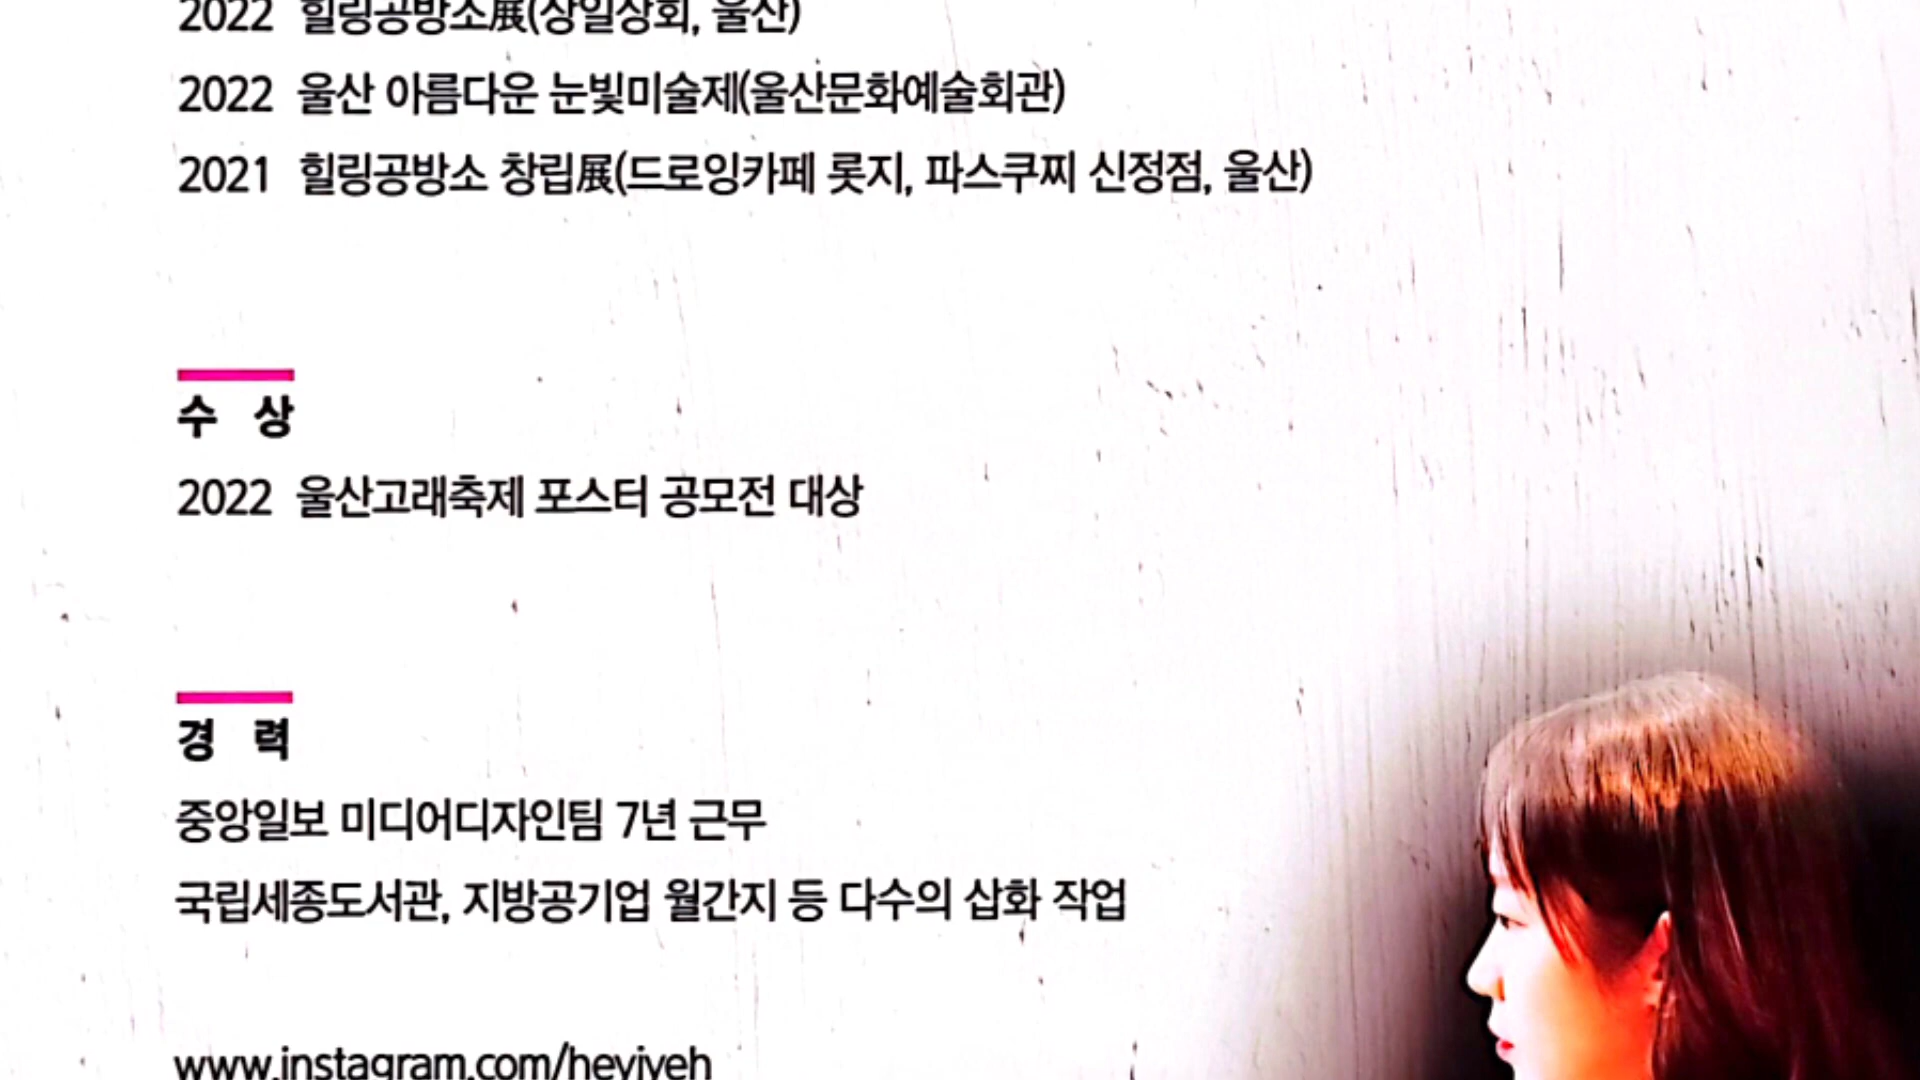 2022 힐링공방소展(상일상회, 울산)
2022 울산 아름다운 눈빛미술제(울산문화예술회관)
2021 힐링공방소 창립展(드로잉카페 롯지, 파스쿠찌 신정점, 울산)
수 상
2022 울산고래축제 포스터 공모전 대상
경 력
중앙일보 미디어디자인팀 7년 근무
국립세종도서관, 지방공기업 월간지 등 다수의 삽화 작업
www.instagram.com/heyiyeh